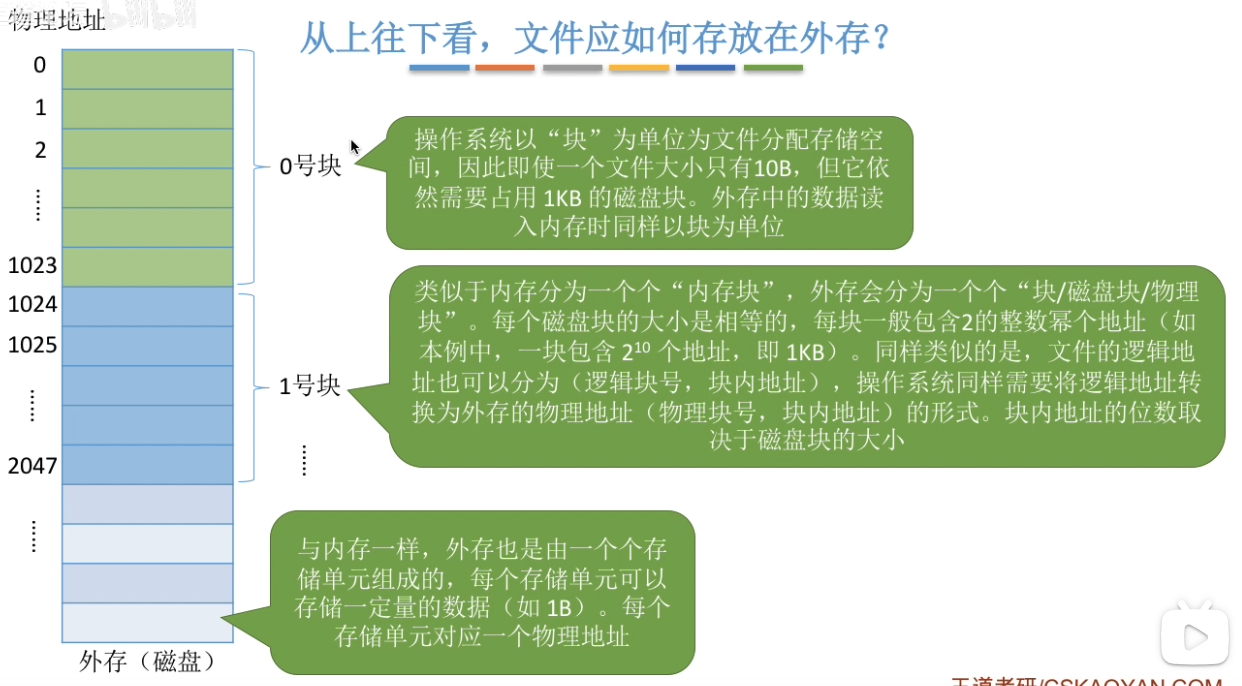 物理地址
从上往下看，文件应如何存放在外存？
0
1
2
……
1023
1024
1025
……
2047
……
0号块
1号块
……
操作系统以“块”为单位为文件分配存储空
间，因此即使一个文件大小只有10B，但它依
然需要占用 1KB 的磁盘块。外存中的数据读
入内存时同样以块为单位
类似于内存分为一个个“内存块”，外存会分为一个个“块/磁盘块/物理
块”。每个磁盘块的大小是相等的，每块一般包含2的整数幂个地址（如
本例中，一块包含 2¹⁰ 个地址，即 1KB）。同样类似的是，文件的逻辑地
址也可以分为（逻辑块号，块内地址），操作系统同样需要将逻辑地址转
换为外存的物理地址（物理块号，块内地址）的形式。块内地址的位数取
决于磁盘块的大小
与内存一样，外存也是由一个个存
储单元组成的，每个存储单元可以
存储一定量的数据（如 1B）。每个
存储单元对应一个物理地址
外存（磁盘）
王道考研/CSKAOYAN.COM